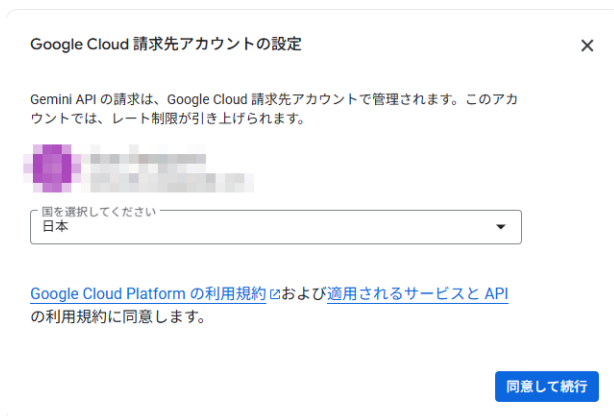 Google Cloud 請求先アカウントの設定
Gemini API の請求は、Google Cloud 請求先アカウントで管理されます。このアカ
ウントでは、レート制限が引き上げられます。
国を選択してください
日本
Google Cloud Platform の利用規約および適用されるサービスと API
の利用規約に同意します。
同意して続行